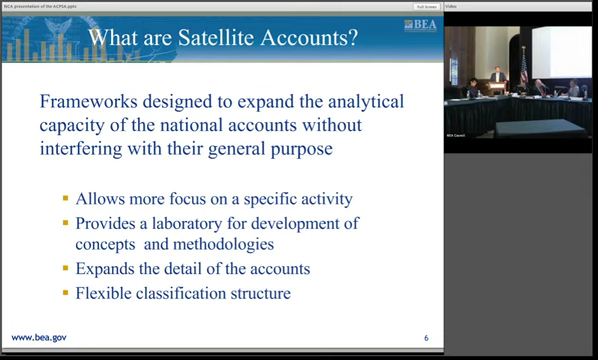 NEA presentation of the ACPSA.pptx
Full Screen
Video
What are Satellite Accounts?
BEA
Frameworks designed to expand the analytical
capacity of the national accounts without
interfering with their general purpose
Allows more focus on a specific activity
Provides a laboratory for development of
concepts and methodologies
Expands the detail of the accounts
Flexible classification structure
www.bea.gov
6
NEA Council